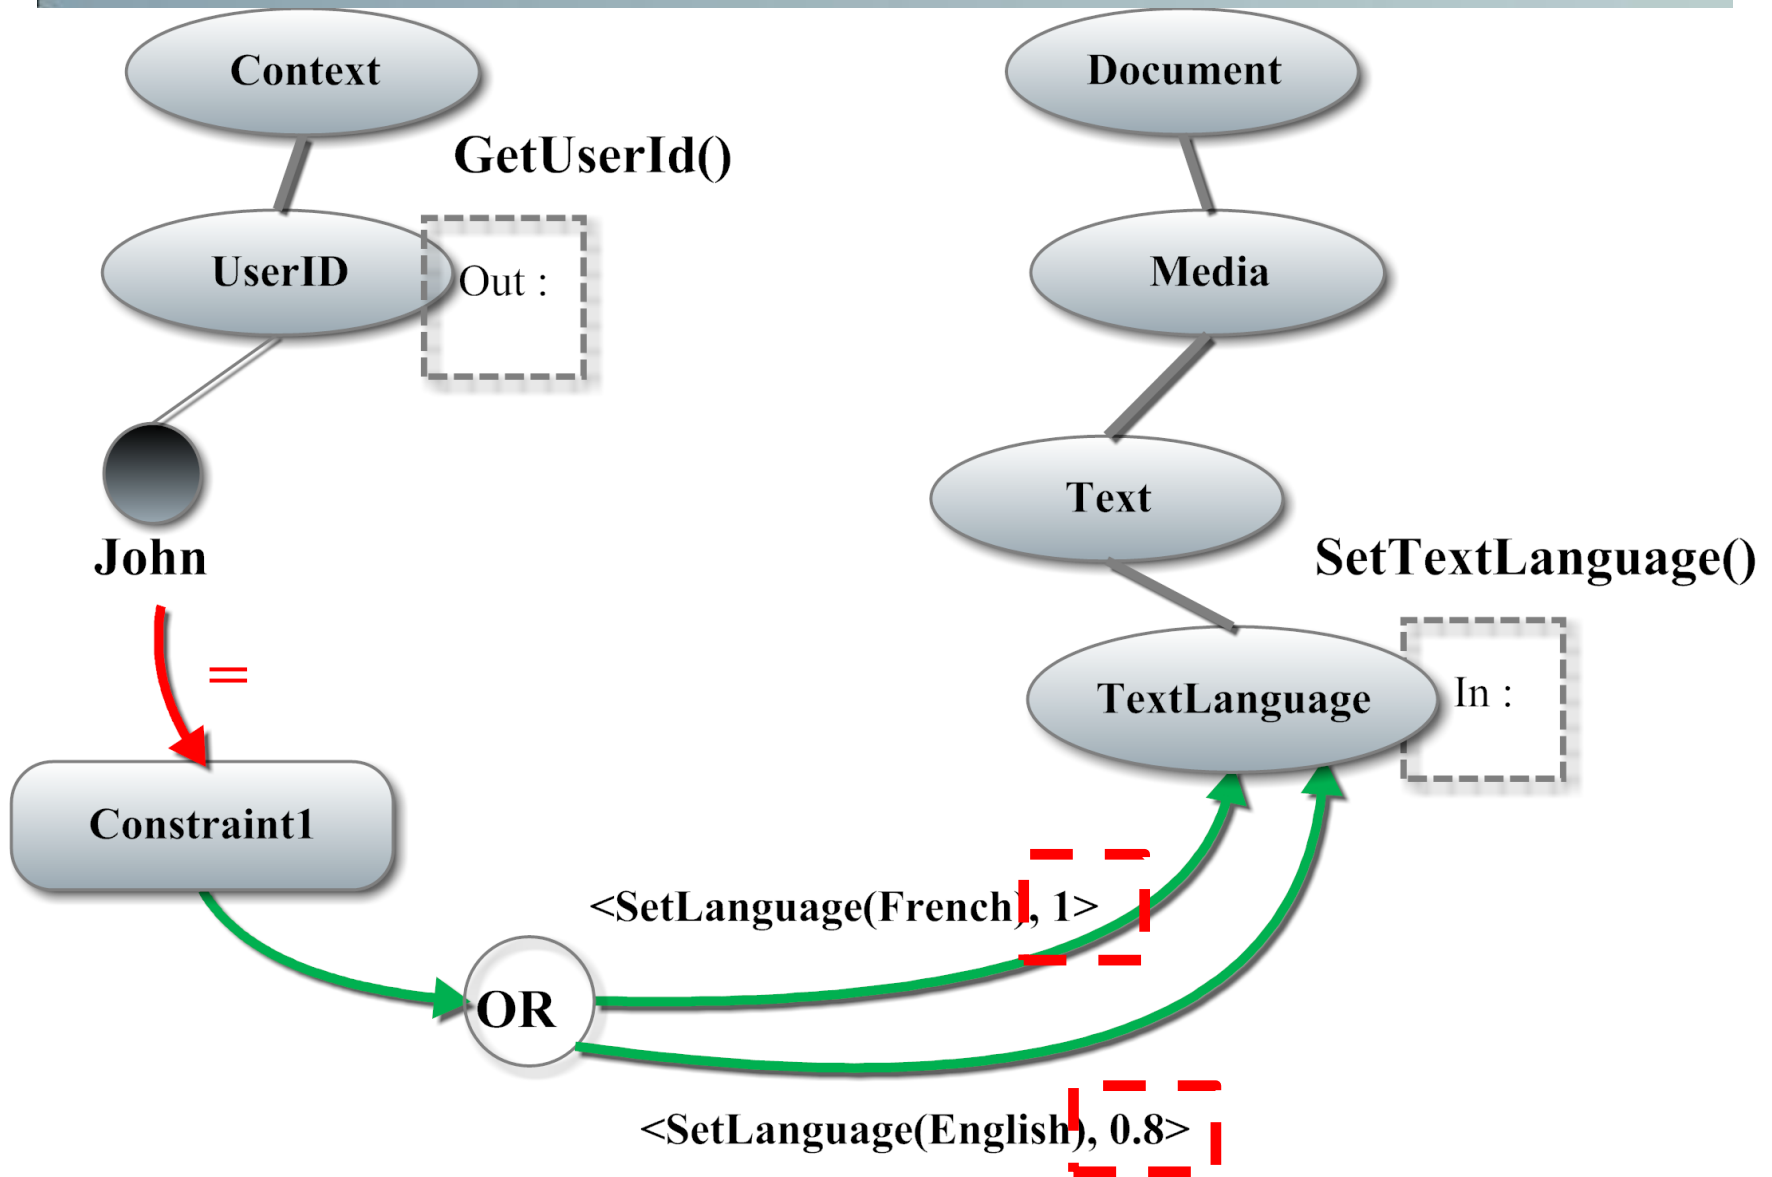 Context
Document
GetUserId()
UserID
Out :
Media
Text
John
SetTextLanguage()
=
TextLanguage
In :
Constraint1
<SetLanguage(French), 1>
OR
<SetLanguage(English), 0.8>